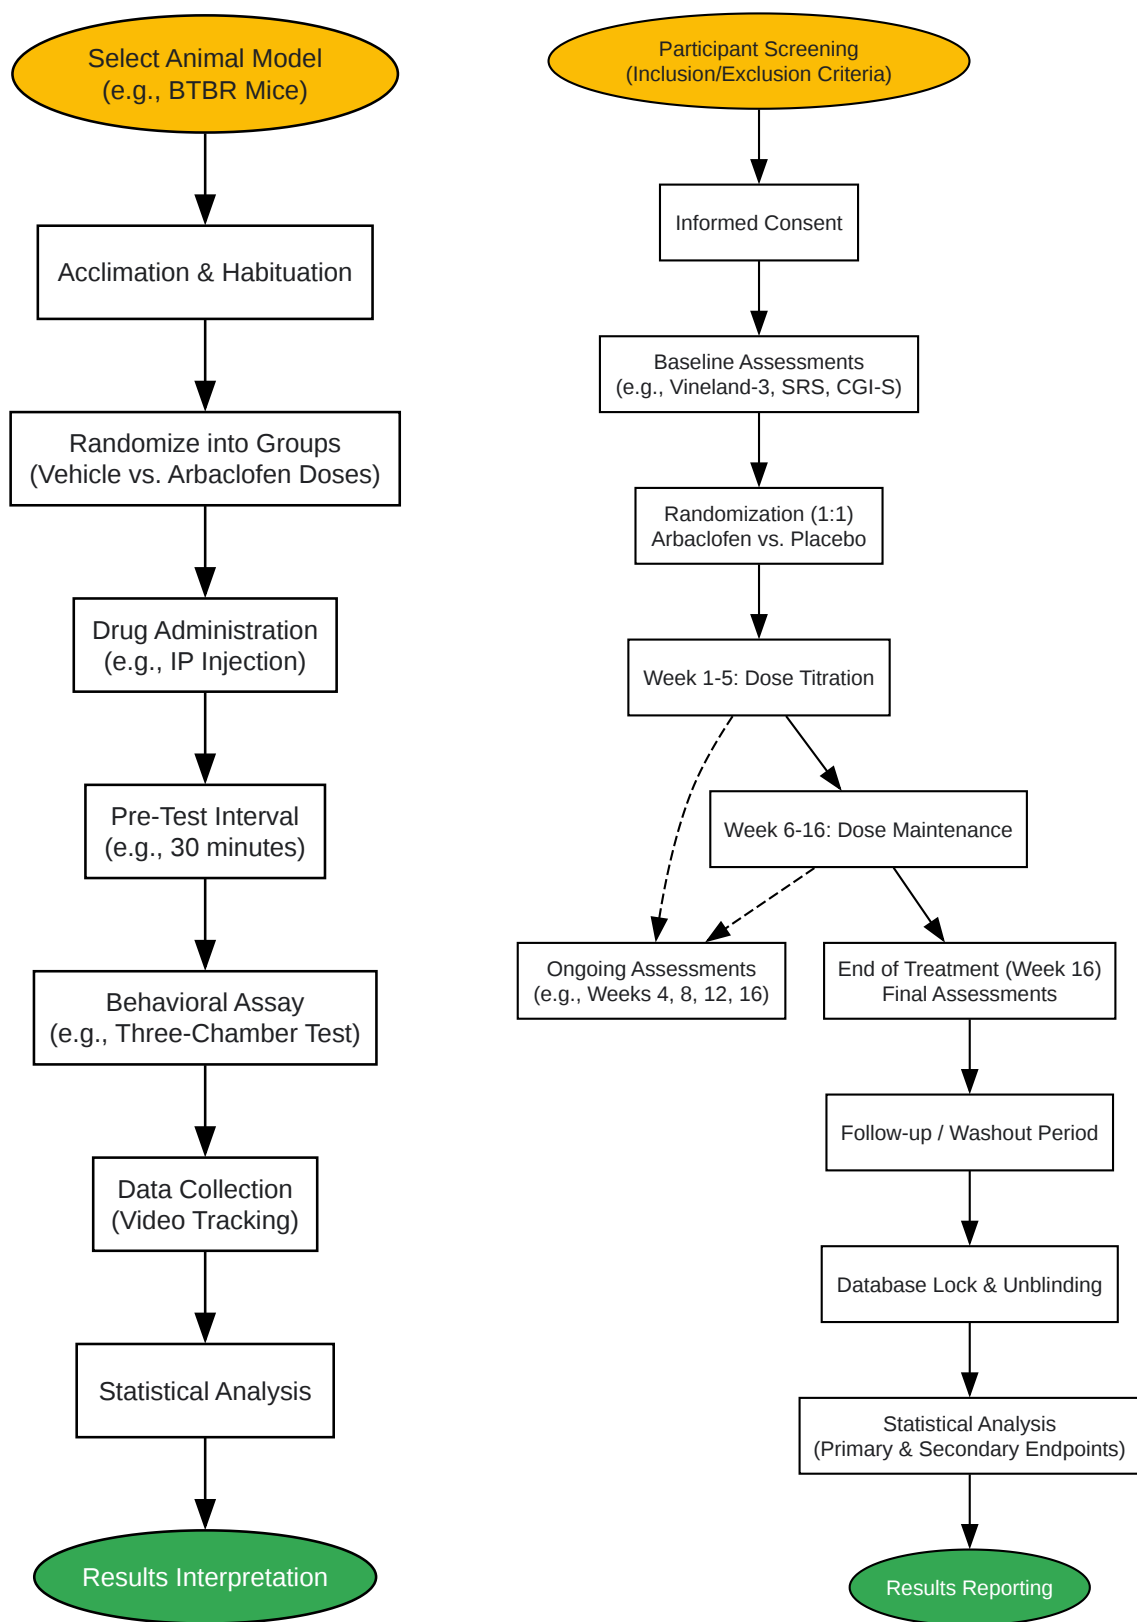 Select Animal Model
(e.g., BTBR Mice)
Acclimation & Habituation
Randomize into Groups
(Vehicle vs. Arbaclofen Doses)
Drug Administration
(e.g., IP Injection)
Pre-Test Interval
(e.g., 30 minutes)
Behavioral Assay
(e.g., Three-Chamber Test)
Data Collection
(Video Tracking)
Statistical Analysis
Results Interpretation
Participant Screening
(Inclusion/Exclusion Criteria)
Informed Consent
Baseline Assessments
(e.g., Vineland-3, SRS, CGI-S)
Randomization (1:1)
Arbaclofen vs. Placebo
Week 1-5: Dose Titration
Week 6-16: Dose Maintenance
Ongoing Assessments
(e.g., Weeks 4, 8, 12, 16)
End of Treatment (Week 16)
Final Assessments
Follow-up / Washout Period
Database Lock & Unblinding
Statistical Analysis
(Primary & Secondary Endpoints)
Results Reporting